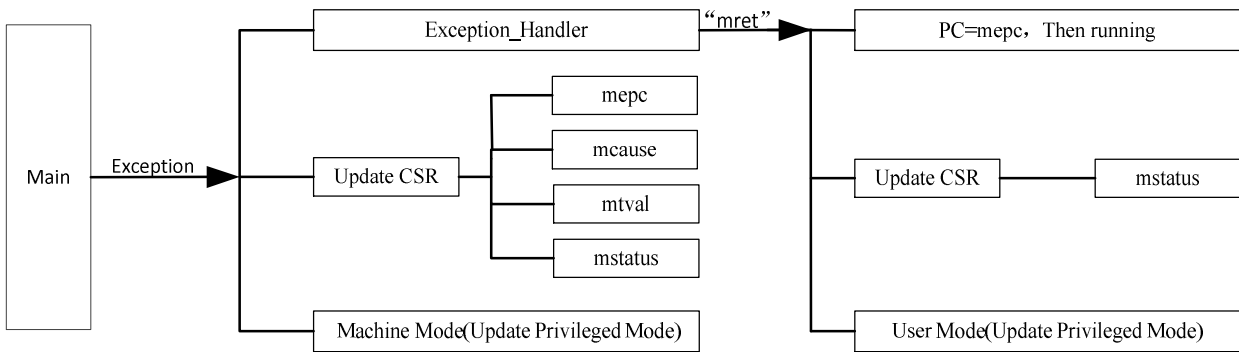 Main
Exception
Exception_Handler
Update CSR
mepc
mcause
mtval
mstatus
Machine Mode(Update Privileged Mode)
“mret”
PC=mepc，Then running
Update CSR
mstatus
User Mode(Update Privileged Mode)